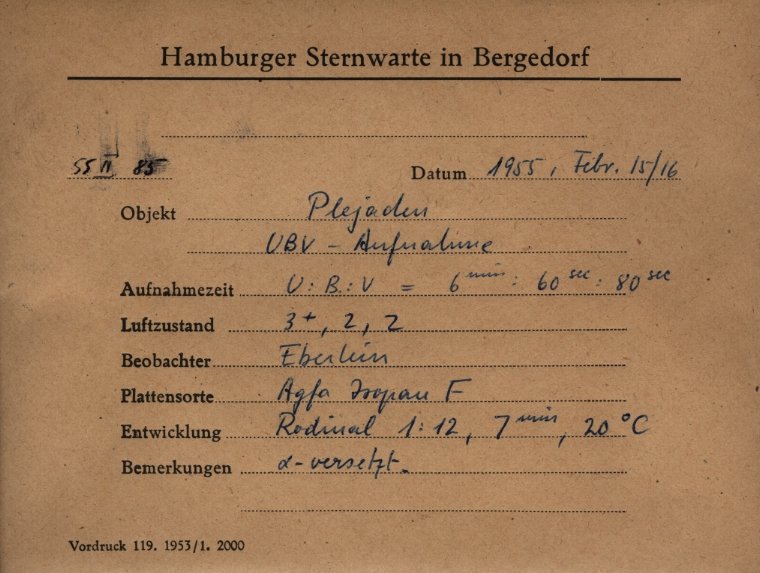 Hamburger Sternwarte in Bergedorf
55 IV 85 Datum 1955, Febr. 15/16
Objekt Plejaden
UBV - Aufnahme
Aufnahmezeit U : B : V = 6 min : 60 sec : 80 sec
Luftzustand 3+, 2, 2
Beobachter Eberlein
Plattensorte Agfa Isopan F
Entwicklung Rodinal 1:12, 7 min, 20 °C
Bemerkungen α-versetzt.
Vordruck 119. 1953/1. 2000